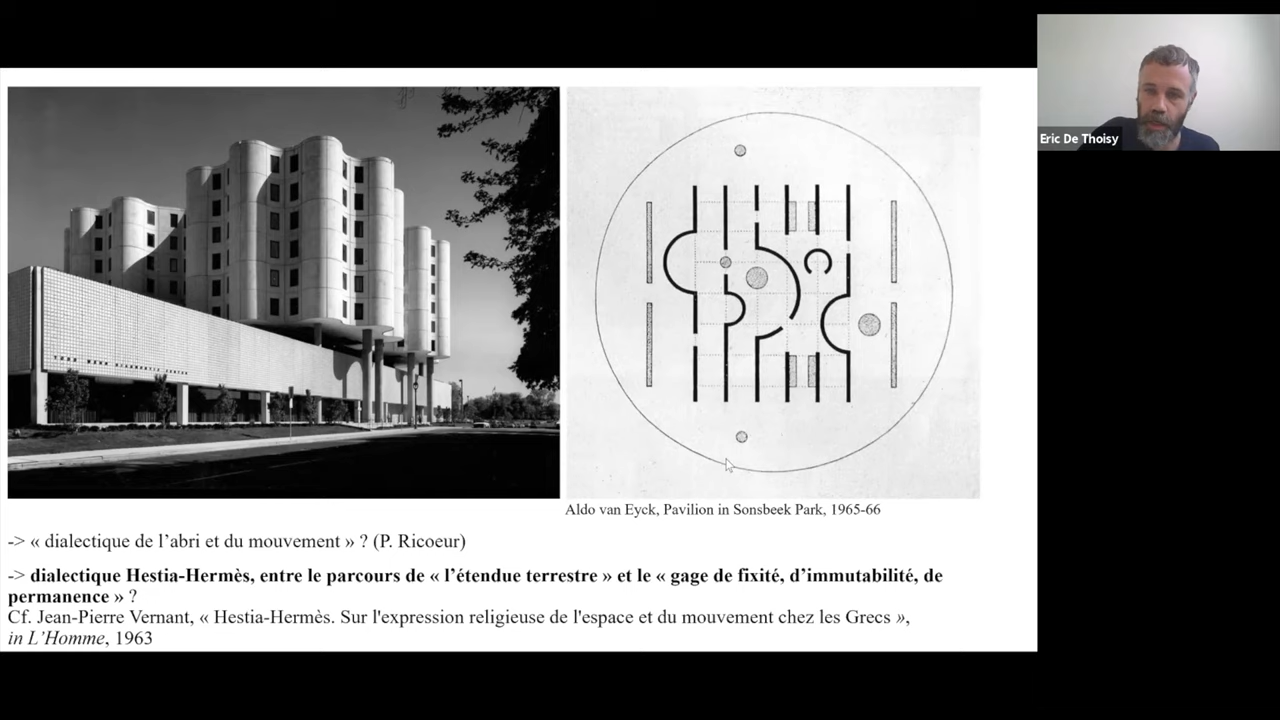 Eric De Thoisy
Aldo van Eyck, Pavilion in Sonsbeek Park, 1965-66
-> « dialectique de l’abri et du mouvement » ? (P. Ricoeur)
-> dialectique Hestia-Hermès, entre le parcours de « l’étendue terrestre » et le « gage de fixité, d’immutabilité, de
permanence » ?
Cf. Jean-Pierre Vernant, « Hestia-Hermès. Sur l'expression religieuse de l'espace et du mouvement chez les Grecs »,
in L’Homme, 1963